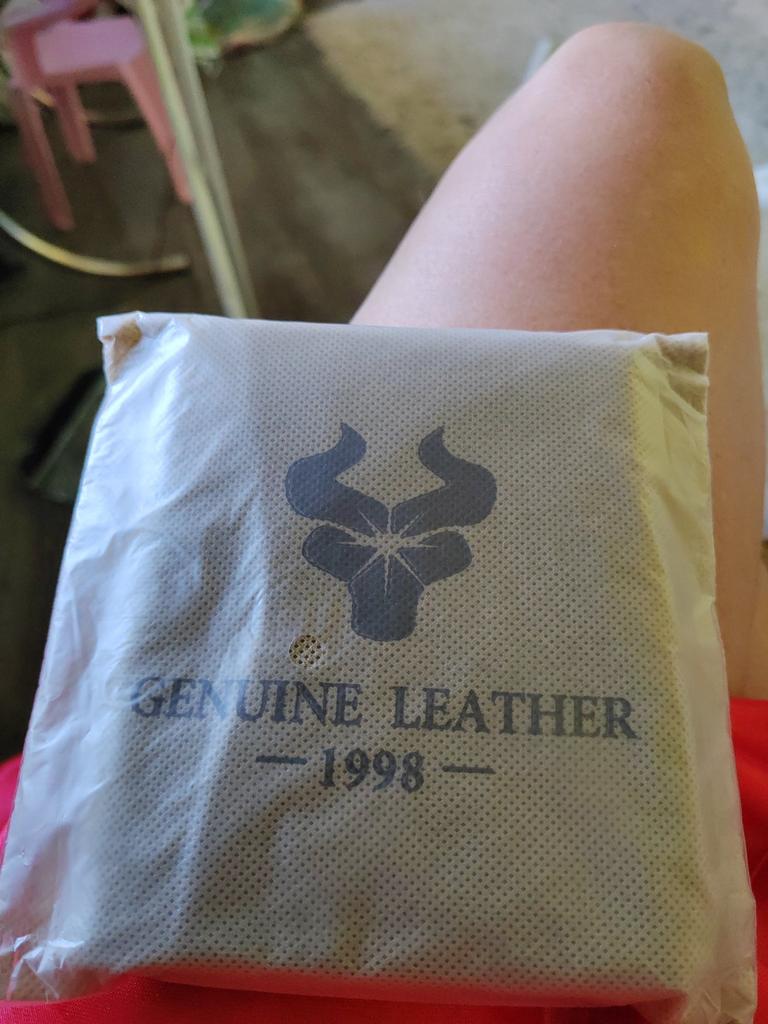 GENUINE LEATHER
— 1998 —